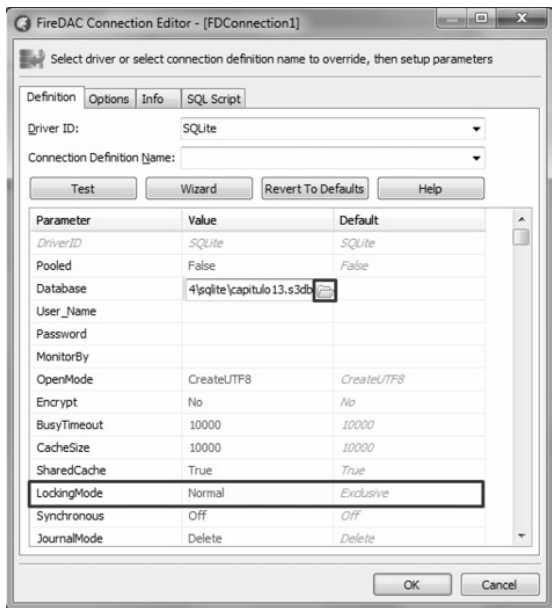 FireDAC Connection Editor - [FDConnection1]
Select driver or select connection definition name to override, then setup parameters
Definition Options Info SQL Script
Driver ID: SQLite
Connection Definition Name:
Test Wizard Revert To Defaults Help
Parameter Value Default
DriverID SQLite SQLite
Pooled False False
Database 4\sqlite\capitulo13.s3db
User_Name
Password
MonitorBy
OpenMode CreateUTF8 CreateUTF8
Encrypt No No
BusyTimeout 10000 10000
CacheSize 10000 10000
SharedCache True True
LockingMode Normal Exclusive
Synchronous Off Off
JournalMode Delete Delete
OK Cancel